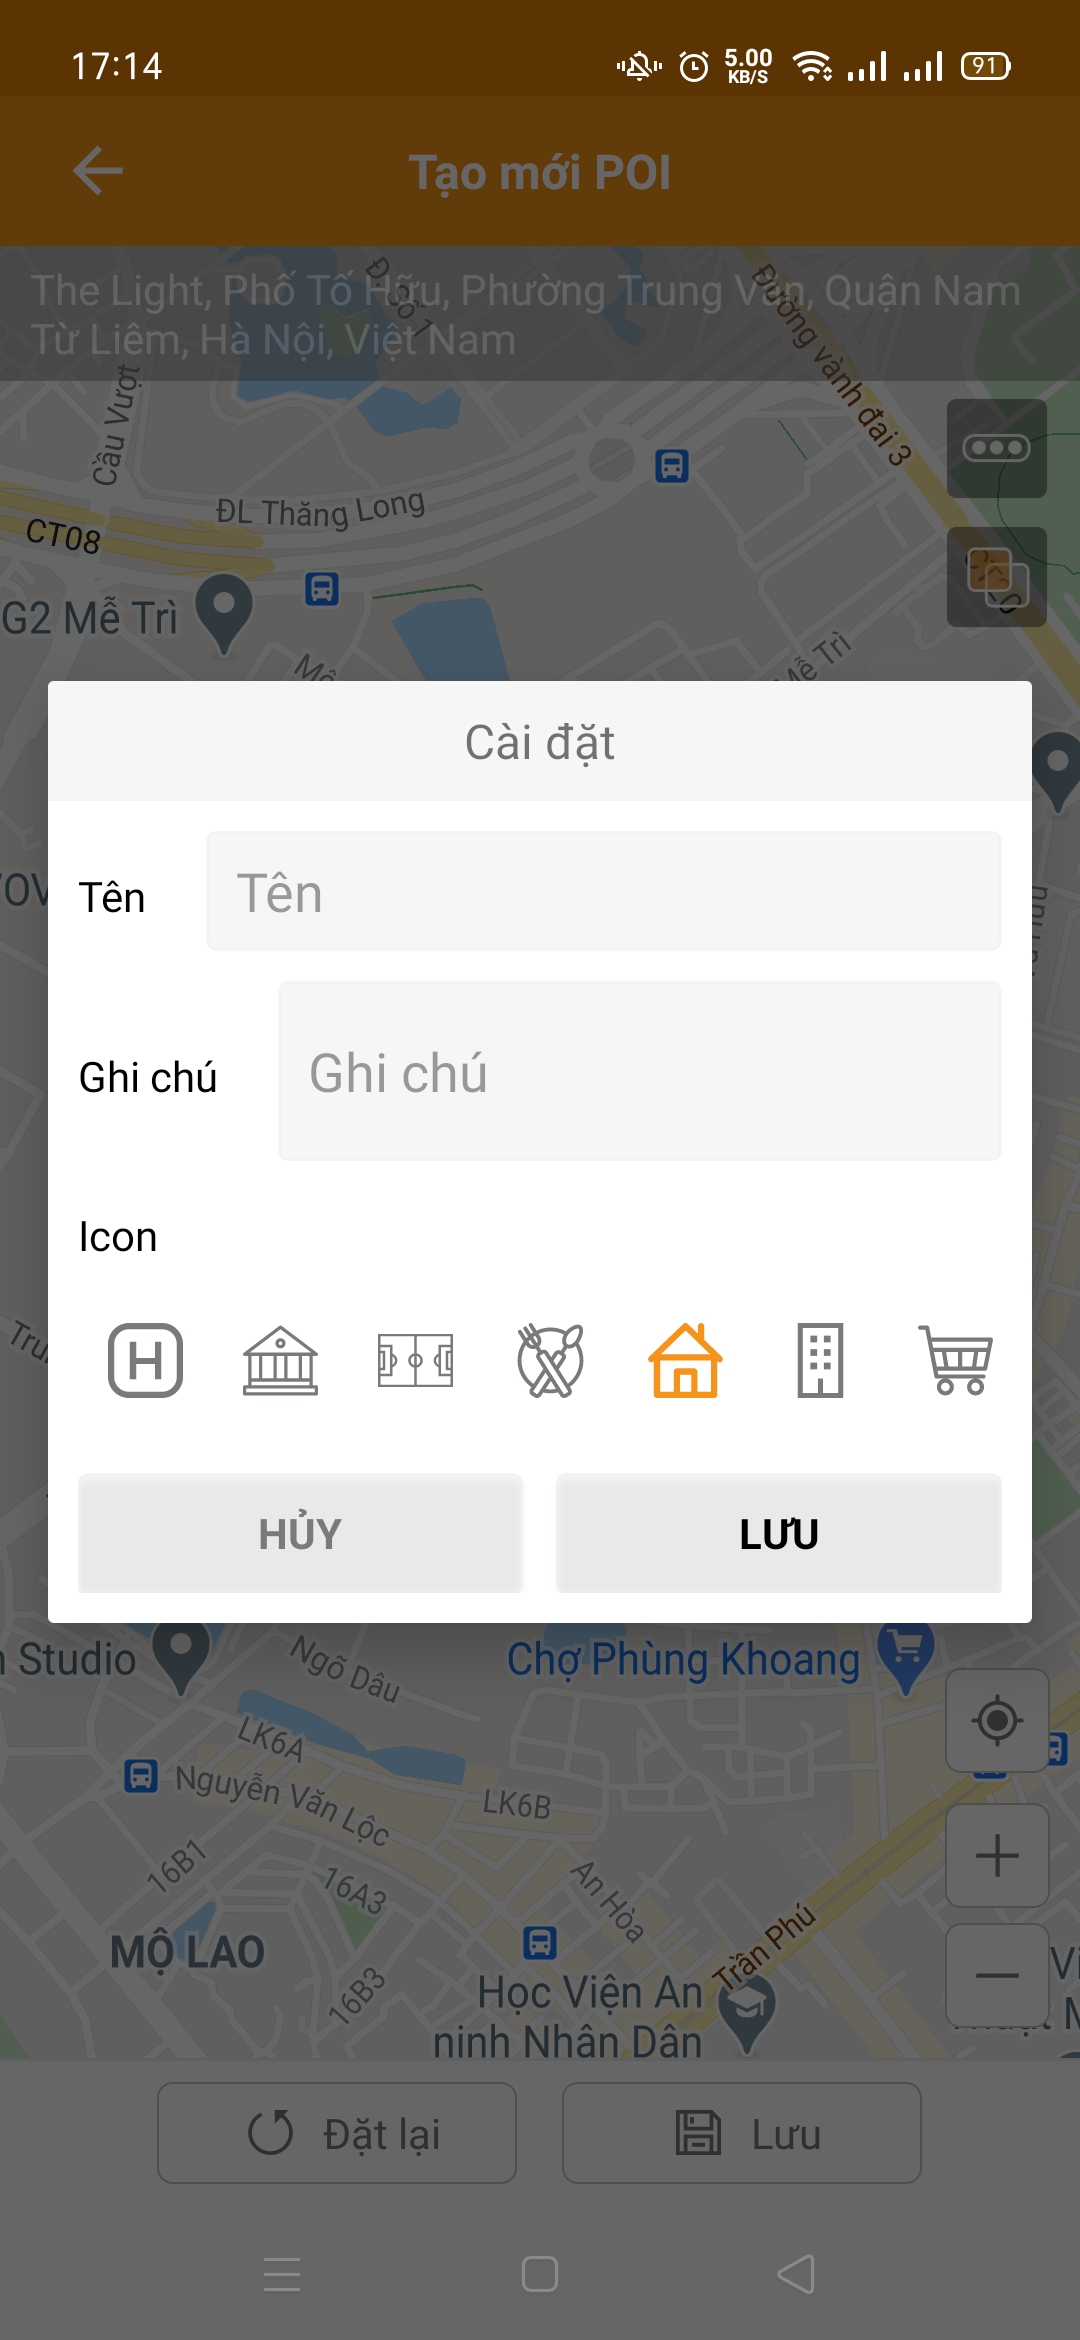 17:14
5.00
KB/S
91
Tạo mới POI
The Light, Phố Tố Hữu, Phường Trung Văn, Quận Nam
Từ Liêm, Hà Nội, Việt Nam
Đ. Số 1
Đường vành đai 3
Cầu Vượt
ĐL Thăng Long
CT08
CT20
G2 Mễ Trì
Mễ Trì
Cài đặt
Tên
Tên
Ghi chú
Ghi chú
Icon
H
HỦY
LƯU
Studio
Ngõ Dâu
Chợ Phùng Khoang
LK6A
Nguyễn Văn Lộc
LK6B
16B1
16A3
An Hòa
MỘ LAO
Trần Phú
16B3
Học Viện An
ninh Nhân Dân
Đặt lại
Lưu